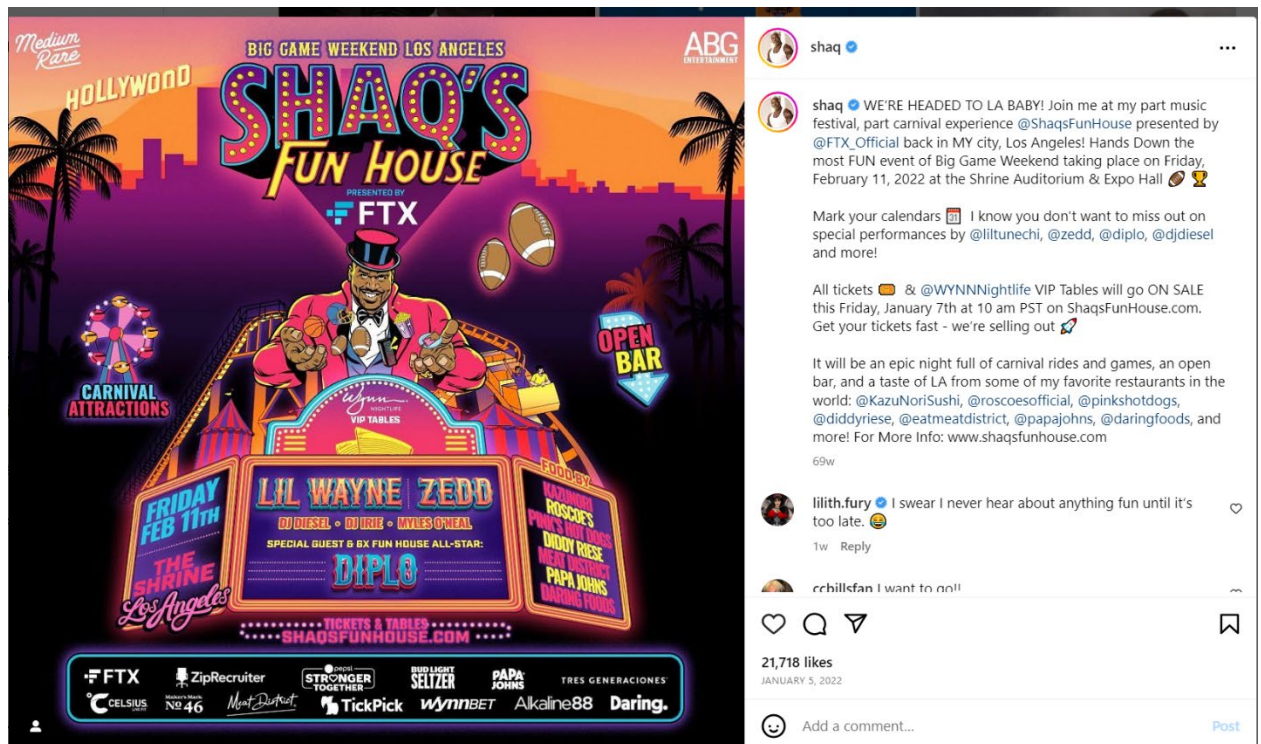 Medium
Rare
BIG GAME WEEKEND LOS ANGELES
ABG
ENTERTAINMENT
HOLLYWOOD
SHAQ'S
FUN HOUSE
PRESENTED BY
FTX
CARNIVAL
ATTRACTIONS
OPEN
BAR
Wynn
NIGHTLIFE
VIP TABLES
FRIDAY
FEB 11TH
THE
SHRINE
Los Angeles
LIL WAYNE ZEDD
DJ DIESEL • DJ IRIE • MYLES O'NEAL
SPECIAL GUEST & 6X FUN HOUSE ALL-STAR:
DIPLO
FOOD BY
KAZUNORI
ROSCOE'S
PINK'S HOT DOGS
DIDDY RIESE
MEAT DISTRICT
PAPA JOHNS
DARING FOODS
TICKETS & TABLES
SHAQSFUNHOUSE.COM
FTX
ZipRecruiter
pepsi
STRONGER
TOGETHER
BUD LIGHT
SELTZER
PAPA
JOHNS
TRES GENERACIONES
CELSIUS
LIVE FIT
Maker's Mark
No 46
Meat District.
TickPick
WYNNBET
Alkaline88
Daring.
shaq
shaq WE'RE HEADED TO LA BABY! Join me at my part music
festival, part carnival experience @ShaqsFunHouse presented by
@FTX_Official back in MY city, Los Angeles! Hands Down the
most FUN event of Big Game Weekend taking place on Friday,
February 11, 2022 at the Shrine Auditorium & Expo Hall 🏈 🏆
Mark your calendars 📅 I know you don't want to miss out on
special performances by @liltunechi, @zedd, @diplo, @djdiesel
and more!
All tickets 🎟️ & @WYNNNightlife VIP Tables will go ON SALE
this Friday, January 7th at 10 am PST on ShaqsFunHouse.com.
Get your tickets fast - we're selling out 🚀
It will be an epic night full of carnival rides and games, an open
bar, and a taste of LA from some of my favorite restaurants in the
world: @KazuNoriSushi, @roscoesofficial, @pinkshotdogs,
@diddyriese, @eatmeatdistrict, @papajohns, @daringfoods, and
more! For More Info: www.shaqsfunhouse.com
69w
lilith.fury I swear I never hear about anything fun until it's
too late. 😂
1w Reply
ccbillsfan I want to go!!
21,718 likes
JANUARY 5, 2022
Add a comment...
Post